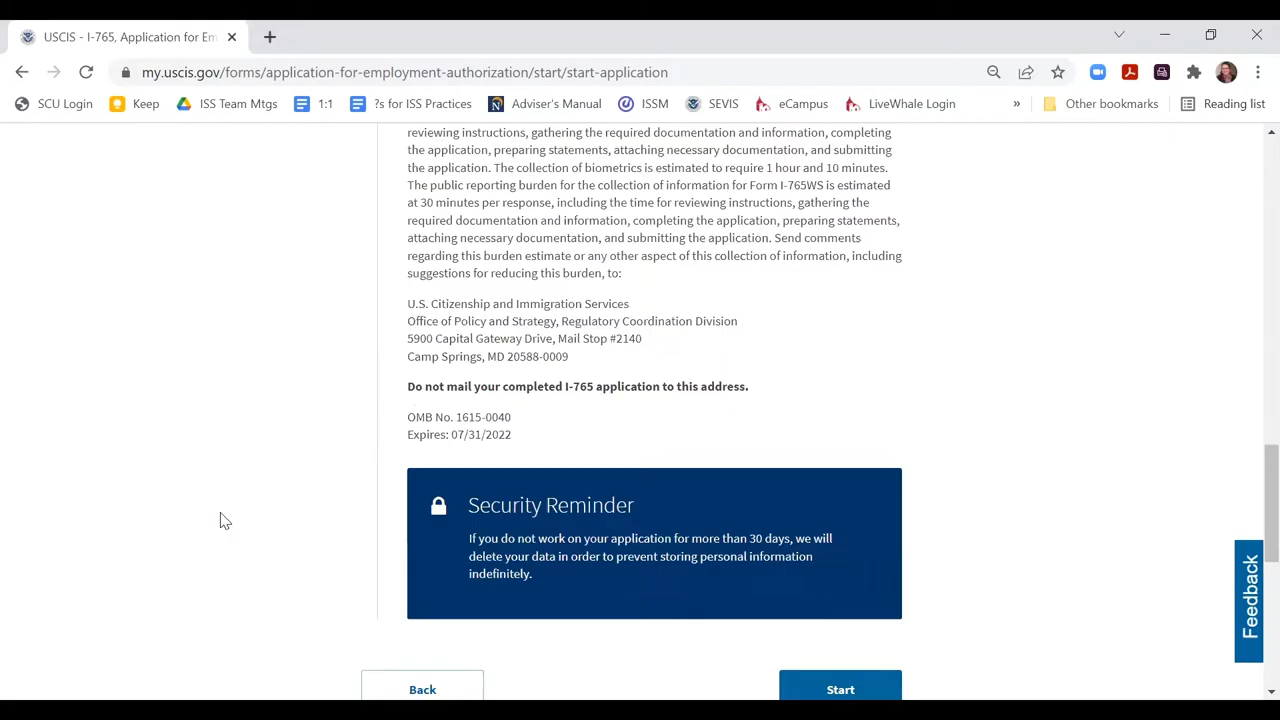 USCIS - I-765, Application for Em
my.uscis.gov/forms/application-for-employment-authorization/start/start-application
SCU Login Keep ISS Team Mtgs 1:1 ?s for ISS Practices Adviser's Manual ISSM SEVIS eCampus LiveWhale Login » Other bookmarks Reading list
reviewing instructions, gathering the required documentation and information, completing
the application, preparing statements, attaching necessary documentation, and submitting
the application. The collection of biometrics is estimated to require 1 hour and 10 minutes.
The public reporting burden for the collection of information for Form I-765WS is estimated
at 30 minutes per response, including the time for reviewing instructions, gathering the
required documentation and information, completing the application, preparing statements,
attaching necessary documentation, and submitting the application. Send comments
regarding this burden estimate or any other aspect of this collection of information, including
suggestions for reducing this burden, to:
U.S. Citizenship and Immigration Services
Office of Policy and Strategy, Regulatory Coordination Division
5900 Capital Gateway Drive, Mail Stop #2140
Camp Springs, MD 20588-0009
Do not mail your completed I-765 application to this address.
OMB No. 1615-0040
Expires: 07/31/2022
Security Reminder
If you do not work on your application for more than 30 days, we will
delete your data in order to prevent storing personal information
indefinitely.
Feedback
Back Start